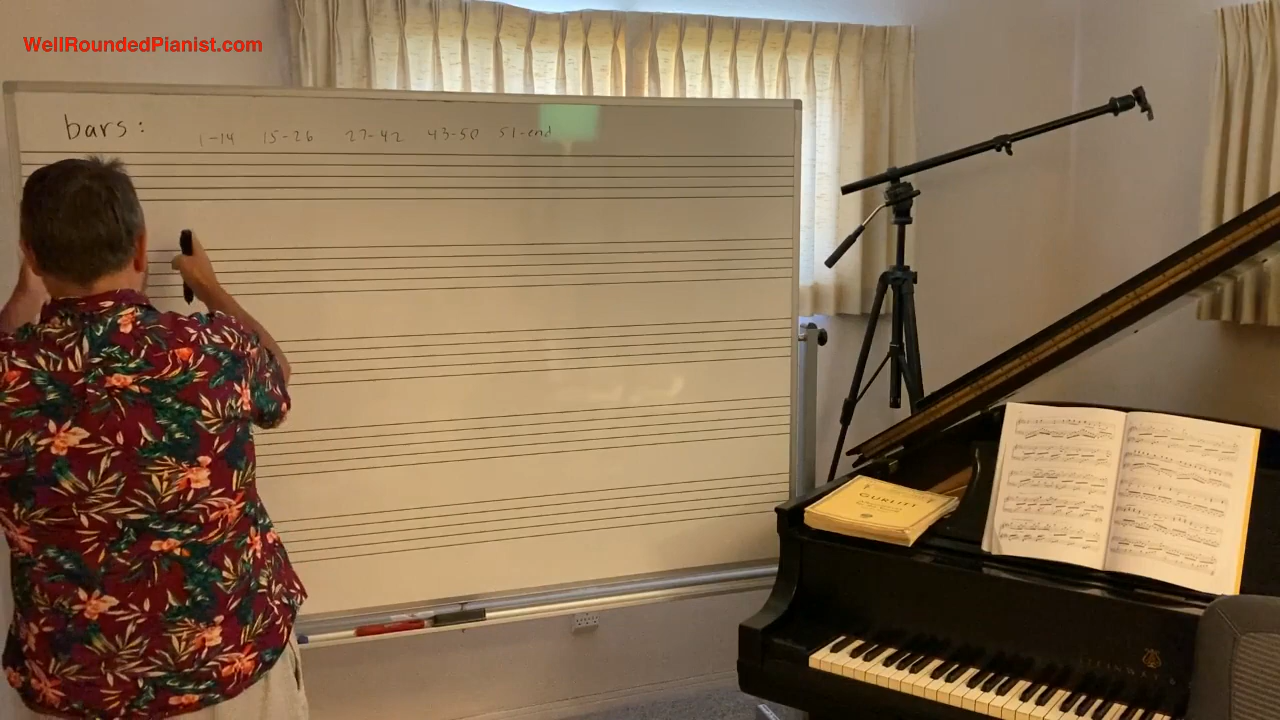 WellRoundedPianist.com
bars: 1-14 15-26 27-42 43-50 51-end
GURLITT
STEINWAY